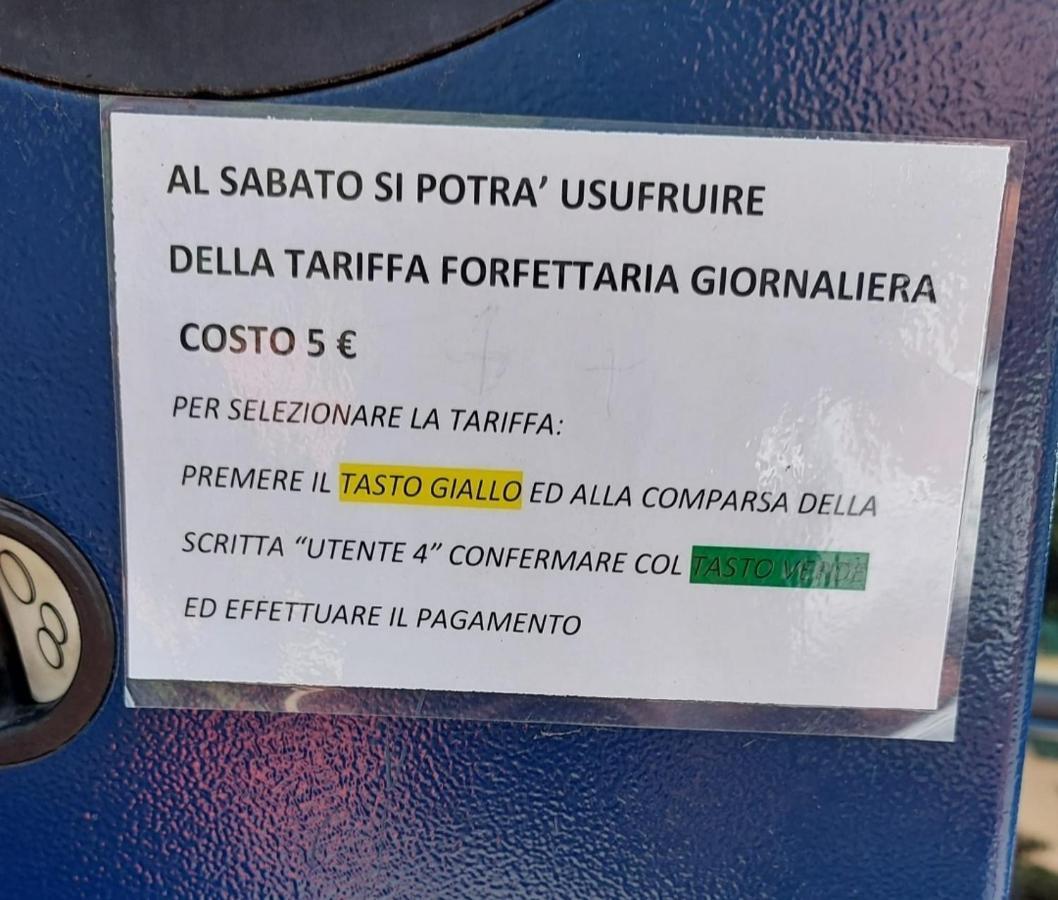 AL SABATO SI POTRA' USUFRUIRE
DELLA TARIFFA FORFETTARIA GIORNALIERA
COSTO 5 €
PER SELEZIONARE LA TARIFFA:
PREMERE IL TASTO GIALLO ED ALLA COMPARSA DELLA
SCRITTA “UTENTE 4” CONFERMARE COL TASTO VERDE
ED EFFETTUARE IL PAGAMENTO